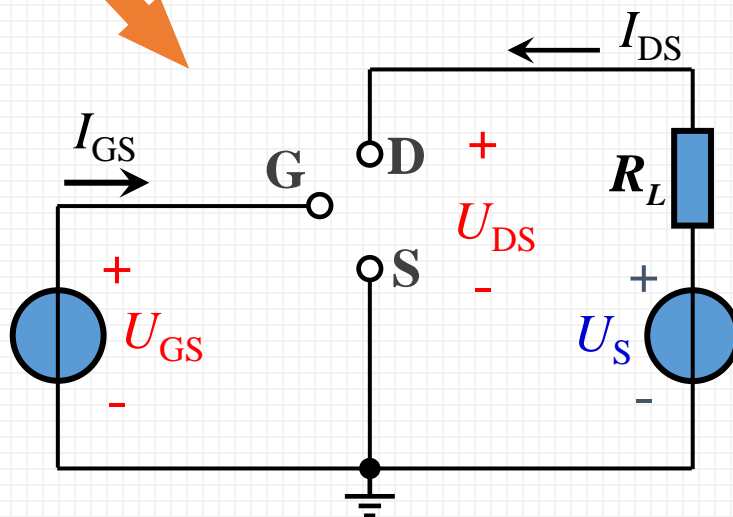 I_DS
I_GS
G
D
+
R_L
U_DS
S
+
+
-
U_GS
U_S
-
-